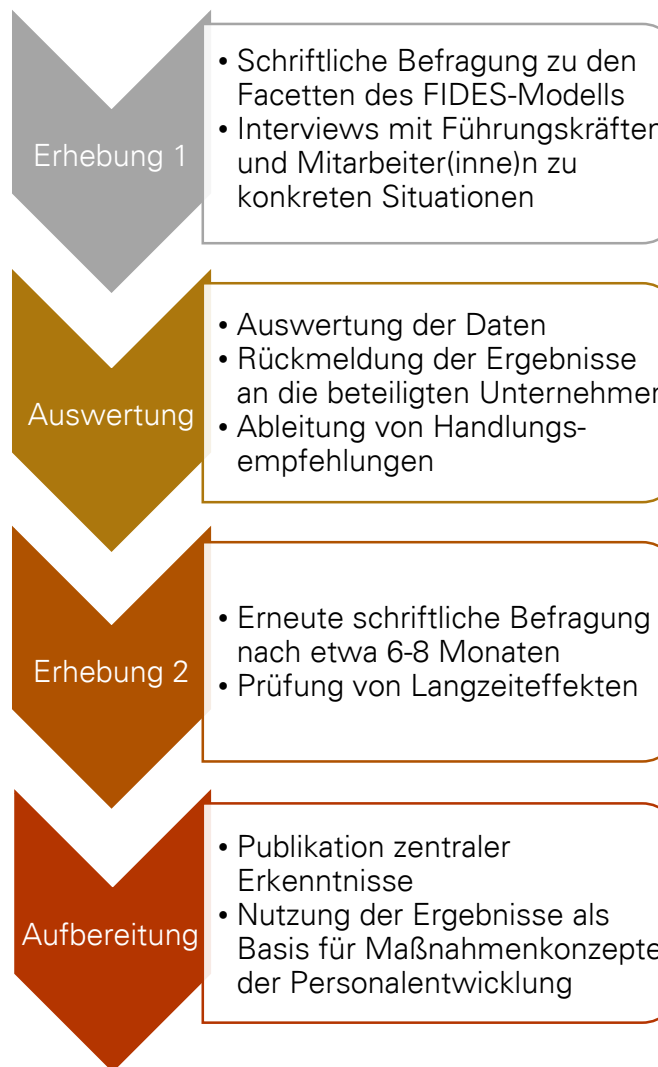 Erhebung 1
• Schriftliche Befragung zu den
Facetten des FIDES-Modells
• Interviews mit Führungskräften
und Mitarbeiter(inne)n zu
konkreten Situationen
Auswertung
• Auswertung der Daten
• Rückmeldung der Ergebnisse
an die beteiligten Unternehmen
• Ableitung von Handlungs-
empfehlungen
Erhebung 2
• Erneute schriftliche Befragung
nach etwa 6-8 Monaten
• Prüfung von Langzeiteffekten
Aufbereitung
• Publikation zentraler
Erkenntnisse
• Nutzung der Ergebnisse als
Basis für Maßnahmenkonzepte
der Personalentwicklung